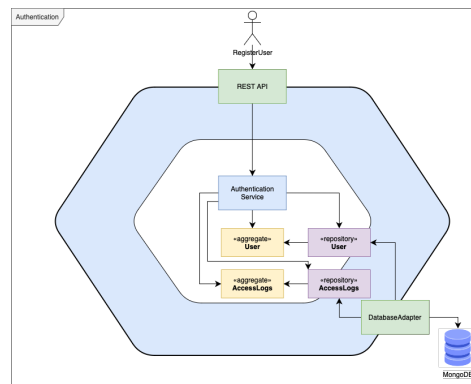 Authentication
RegisterUser
REST API
Authentication
Service
«aggregate»
User
«repository»
User
«aggregate»
AccessLogs
«repository»
AccessLogs
DatabaseAdapter
MongoDB